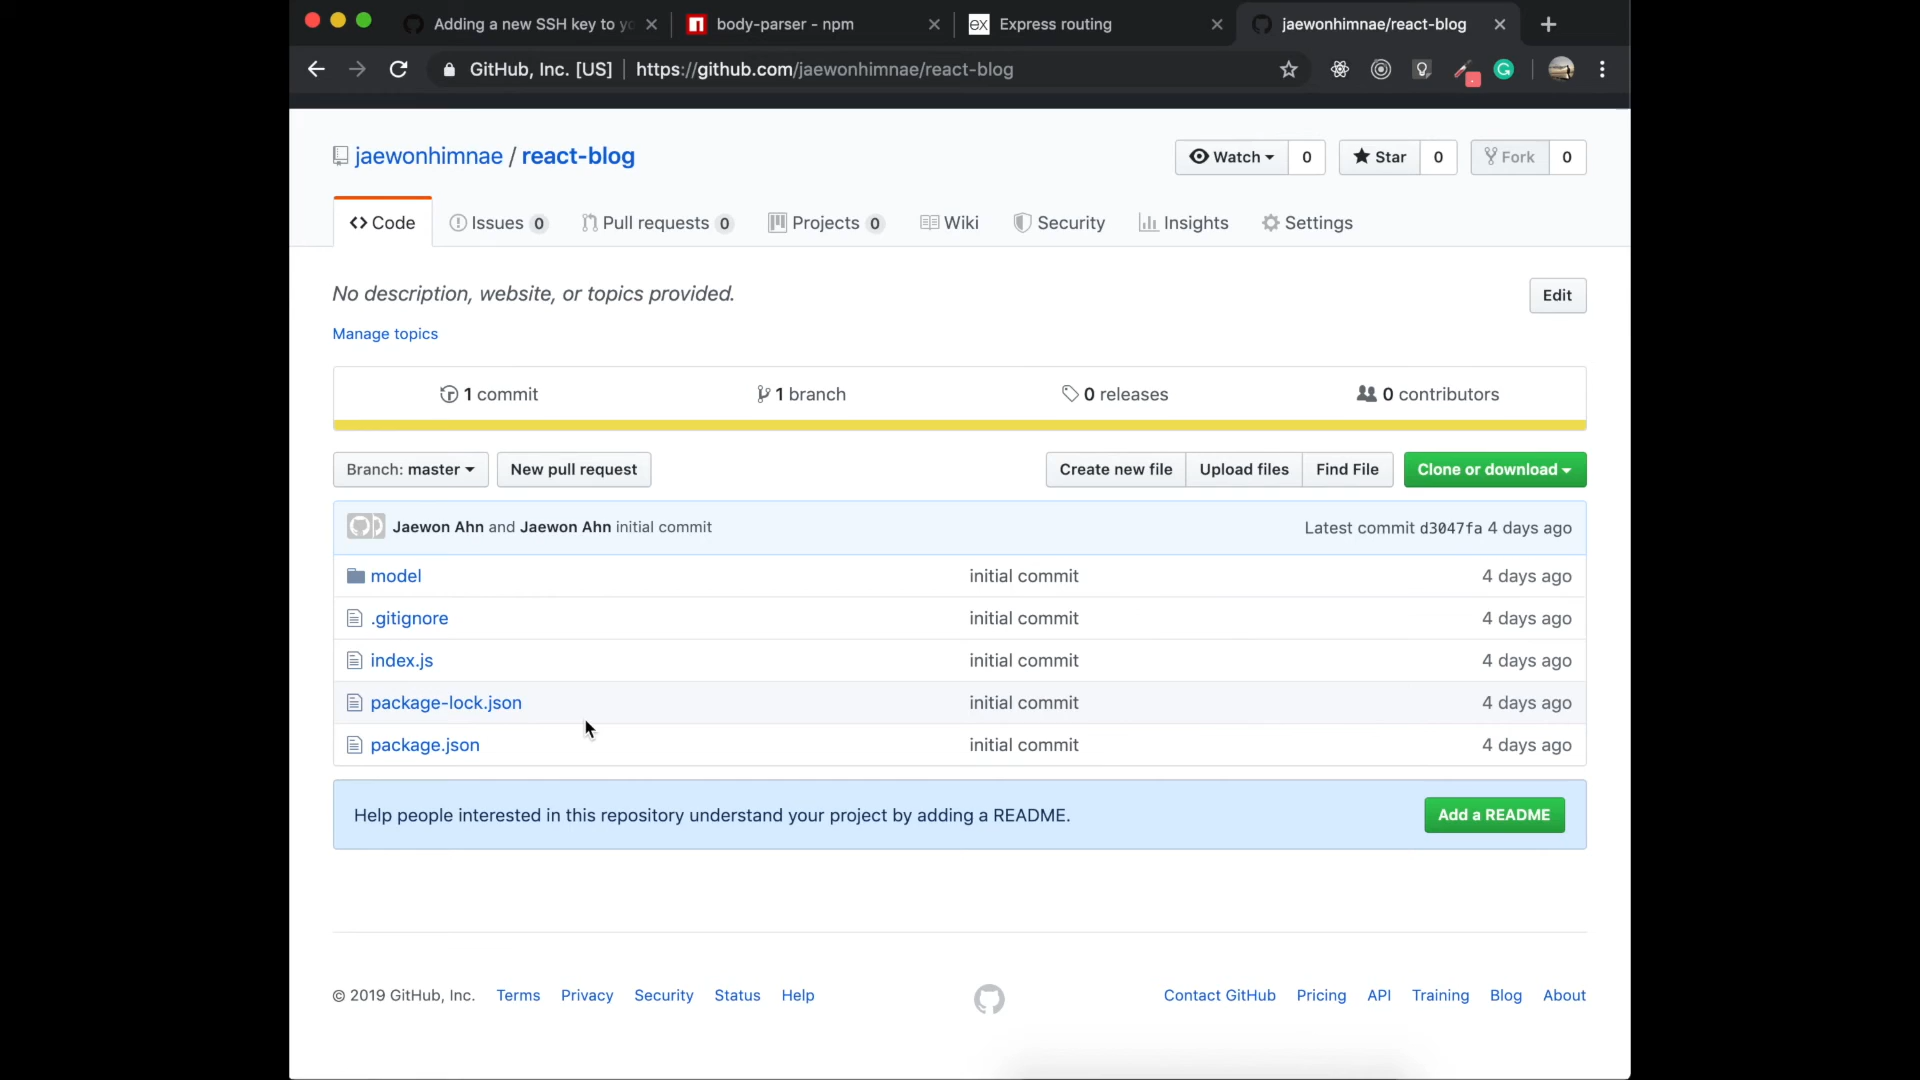 Adding a new SSH key to yo
body-parser - npm
ex Express routing
jaewonhimnae/react-blog
GitHub, Inc. [US] | https://github.com/jaewonhimnae/react-blog
jaewonhimnae / react-blog
Watch 0
Star 0
Fork 0
Code
Issues 0
Pull requests 0
Projects 0
Wiki
Security
Insights
Settings
No description, website, or topics provided.
Edit
Manage topics
1 commit
1 branch
0 releases
0 contributors
Branch: master
New pull request
Create new file
Upload files
Find File
Clone or download
Jaewon Ahn and Jaewon Ahn initial commit
Latest commit d3047fa 4 days ago
model initial commit 4 days ago
.gitignore initial commit 4 days ago
index.js initial commit 4 days ago
package-lock.json initial commit 4 days ago
package.json initial commit 4 days ago
Help people interested in this repository understand your project by adding a README.
Add a README
© 2019 GitHub, Inc. Terms Privacy Security Status Help
Contact GitHub Pricing API Training Blog About